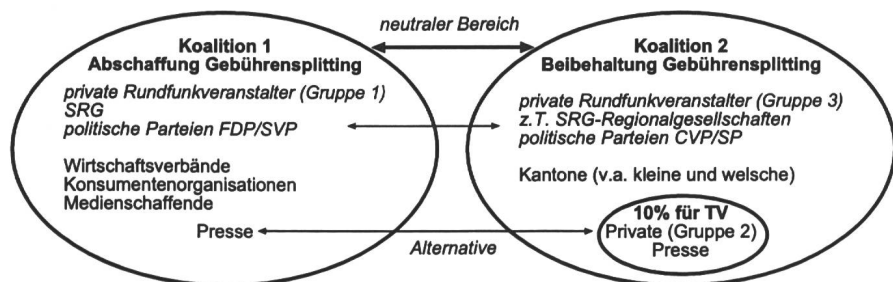 neutraler Bereich
Koalition 1
Abschaffung Gebührensplitting
private Rundfunkveranstalter (Gruppe 1)
SRG
politische Parteien FDP/SVP
Wirtschaftsverbände
Konsumentenorganisationen
Medienschaffende
Presse
Koalition 2
Beibehaltung Gebührensplitting
private Rundfunkveranstalter (Gruppe 3)
z.T. SRG-Regionalgesellschaften
politische Parteien CVP/SP
Kantone (v.a. kleine und welsche)
10% für TV
Private (Gruppe 2)
Presse
Alternative